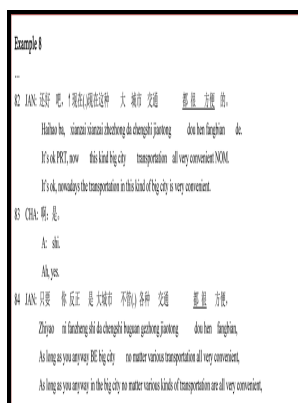 Example 8
...
82 JAN: 还好 吧, ↑现在(.)现在这种 大 城市 交通 都 很 方便 的。
Haihao ba, xianzai xianzai zhezhong da chengshi jiaotong dou hen fangbian de.
It's ok PRT, now this kind big city transportation all very convenient NOM.
It's ok, nowadays the transportation in this kind of big city is very convenient.
83 CHA: 啊: 是。
A: shi.
Ah, yes.
84 JAN: 只要 你 反正 是 大城市 不管(.) 各种 交通 都 很 方便,
Zhiyao ni fanzheng shi da chengshi buguan gezhong jiaotong dou hen fangbian,
As long as you anyway BE big city no matter various transportation all very convenient,
As long as you anyway in the big city no matter various kinds of transportation are all very convenient,